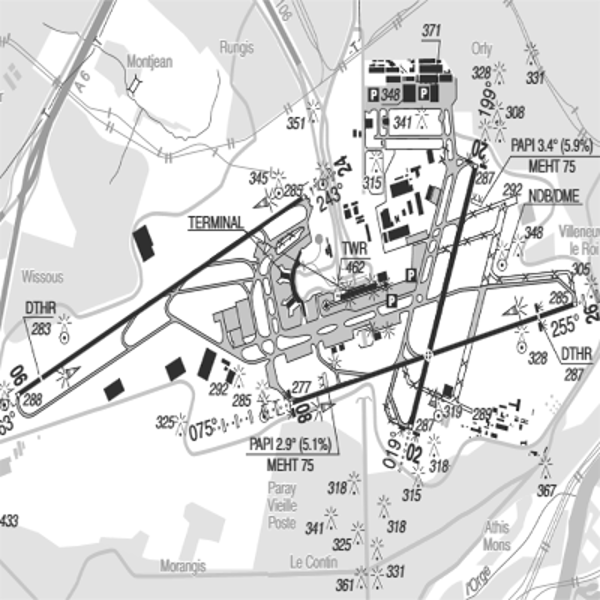 06
371
Rungis
Orly
Montjean
328
331
A 6
199°
P
348
P
308
351
341
PAPI 3.4° (5.9%)
MEHT 75
20
24
243°
345
285
315
287
292
NDB/DME
TERMINAL
348
Villeneuve
le Roi
TWR
462
Wissous
P
305
DTHR
283
P
285
26
255°
328
DTHR
287
06
288
63°
292
285
277
08
319
289
325
075°
287
02
019°
PAPI 2.9° (5.1%)
MEHT 75
318
315
367
Paray
Vieille
Poste
318
318
341
325
433
Athis
Mons
Morangis
Le Contin
361
331
l'Orge